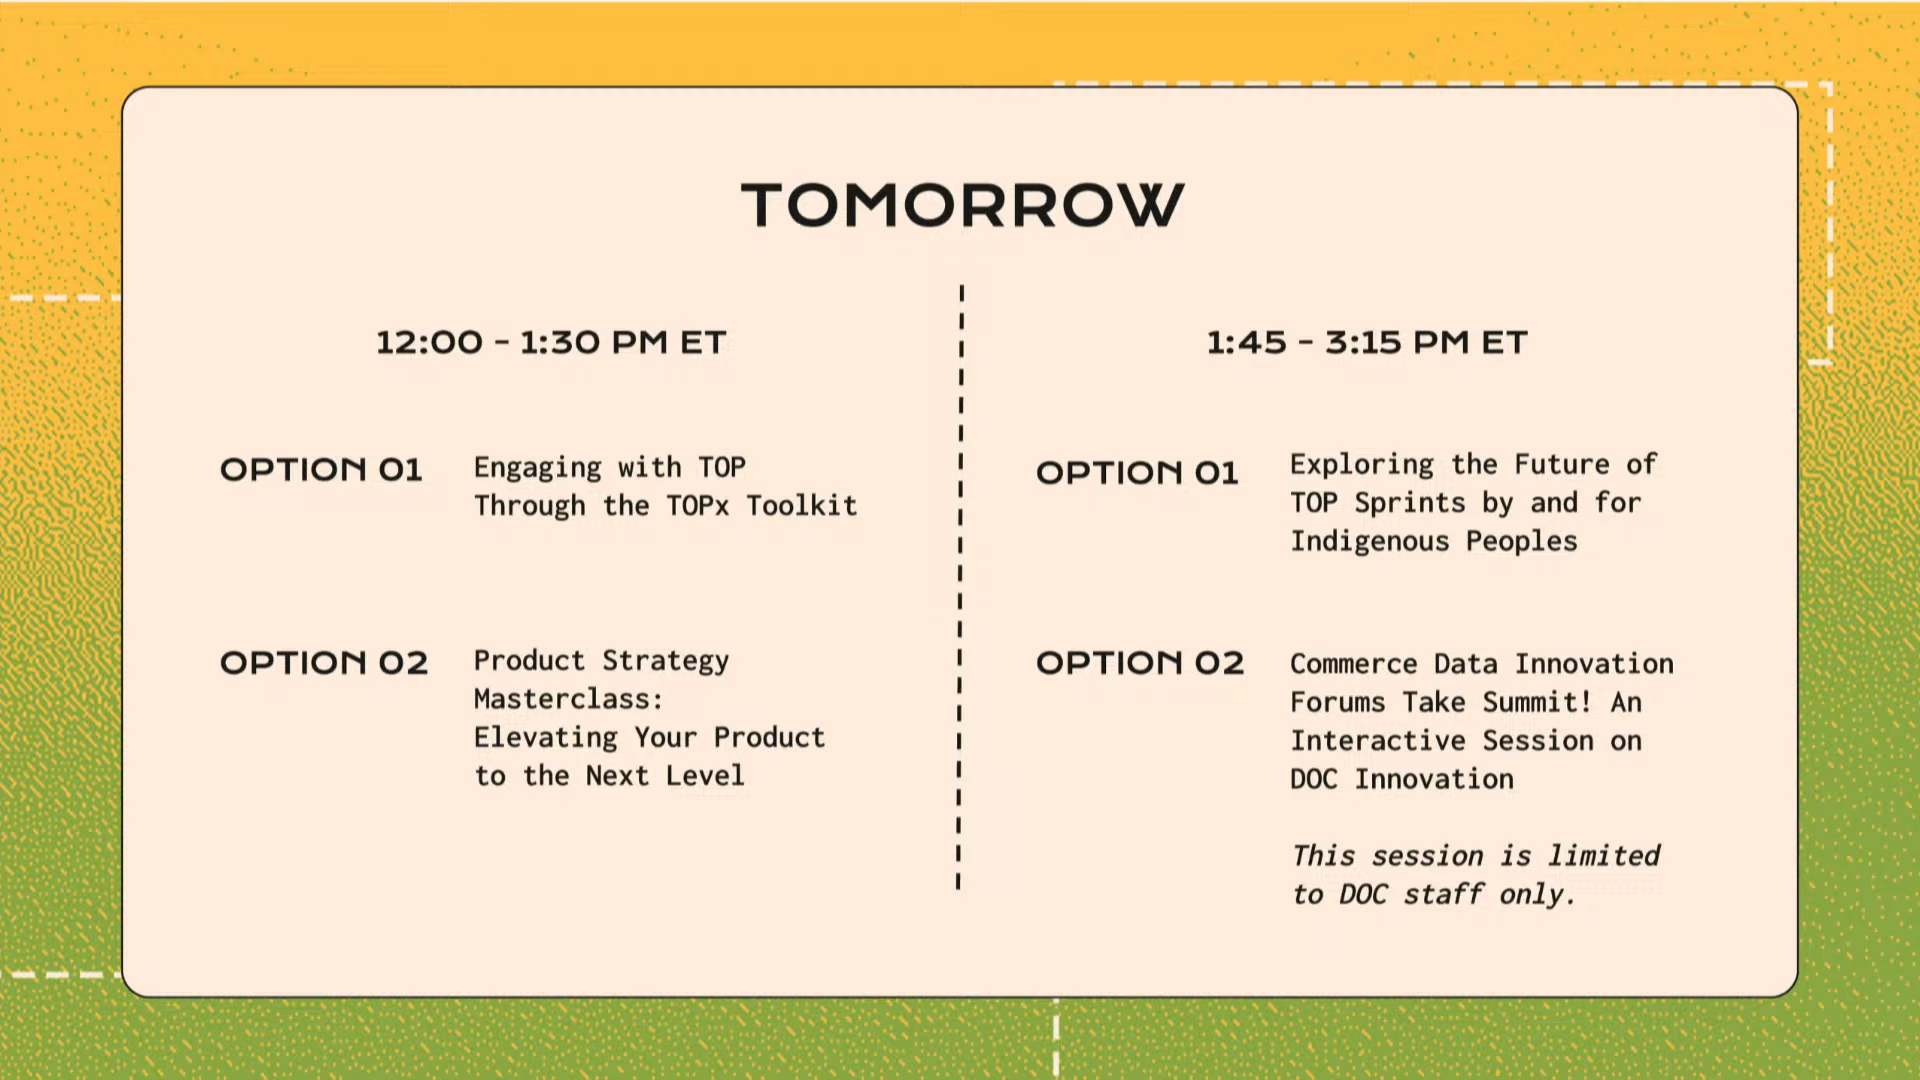 TOMORROW
12:00 - 1:30 PM ET
OPTION 01
Engaging with TOP
Through the TOPx Toolkit
OPTION 02
Product Strategy
Masterclass:
Elevating Your Product
to the Next Level
1:45 - 3:15 PM ET
OPTION 01
Exploring the Future of
TOP Sprints by and for
Indigenous Peoples
OPTION 02
Commerce Data Innovation
Forums Take Summit! An
Interactive Session on
DOC Innovation
This session is limited
to DOC staff only.